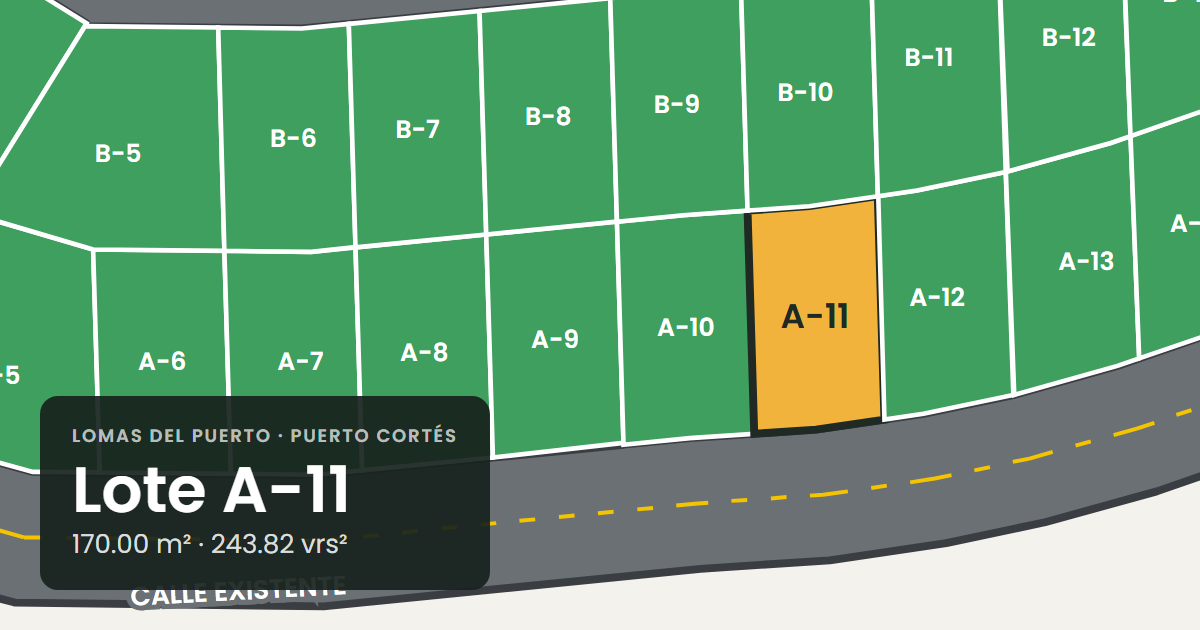 B-12
B-11
B-10
B-9
B-8
B-7
B-6
B-5
A-13
A-12
A-11
A-10
A-9
A-8
A-7
A-6
-5
A-
LOMAS DEL PUERTO · PUERTO CORTÉS
Lote A-11
170.00 m² · 243.82 vrs²
CALLE EXISTENTE